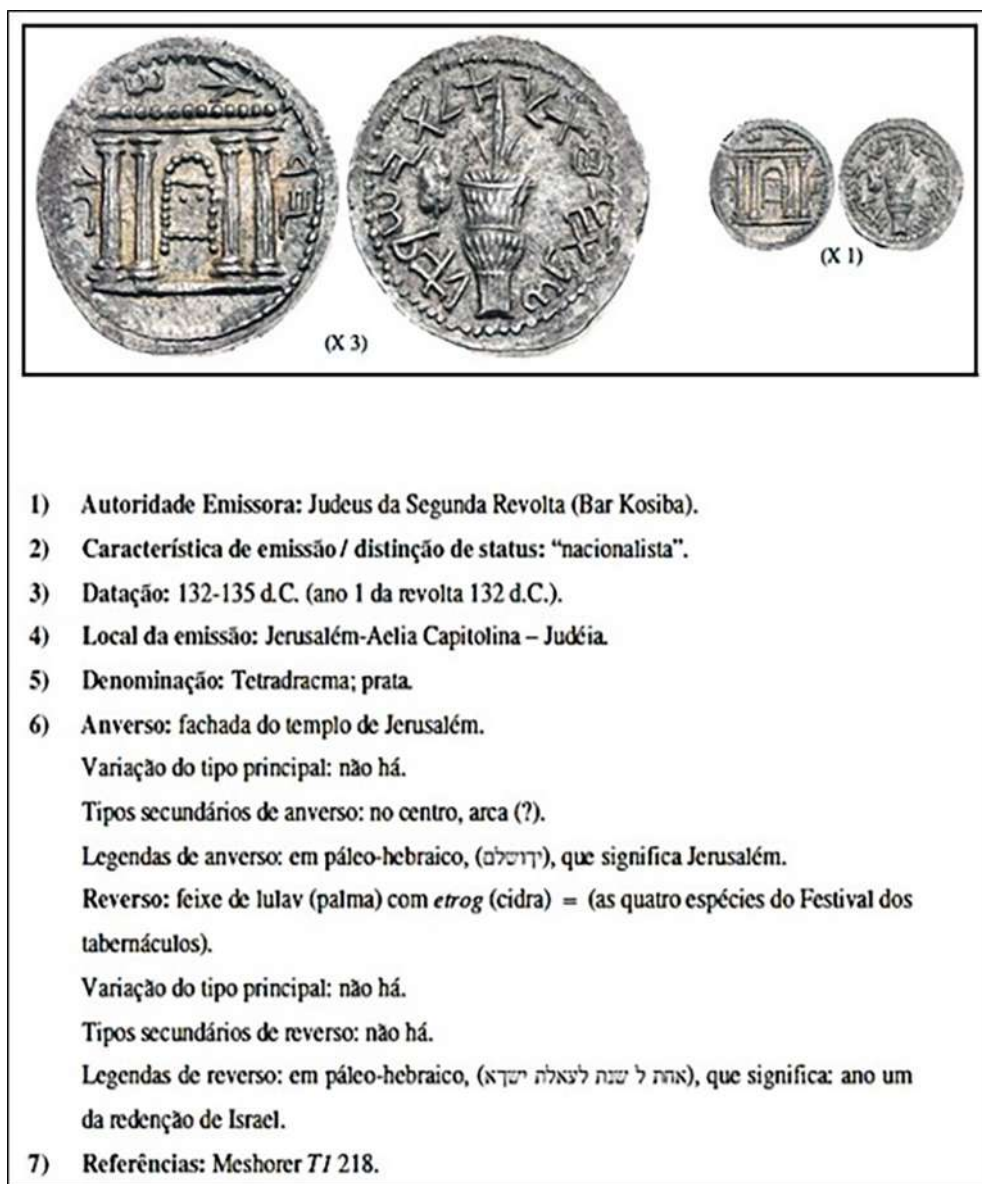 (X 3)
(X 1)
1) Autoridade Emissora: Judeus da Segunda Revolta (Bar Kosiba).
2) Característica de emissão / distinção de status: “nacionalista”.
3) Datação: 132-135 d.C. (ano 1 da revolta 132 d.C.).
4) Local da emissão: Jerusalém-Aelia Capitolina – Judéia.
5) Denominação: Tetradracma; prata.
6) Anverso: fachada do templo de Jerusalém.
Variação do tipo principal: não há.
Tipos secundários de anverso: no centro, arca (?).
Legendas de anverso: em páleo-hebraico, (ירושלם), que significa Jerusalém.
Reverso: feixe de lulav (palma) com etrog (cidra) = (as quatro espécies do Festival dos
tabernáculos).
Variação do tipo principal: não há.
Tipos secundários de reverso: não há.
Legendas de reverso: em páleo-hebraico, (אחת ל שנת), que significa: ano um
da redenção de Israel.
7) Referências: Meshorer TJ 218.